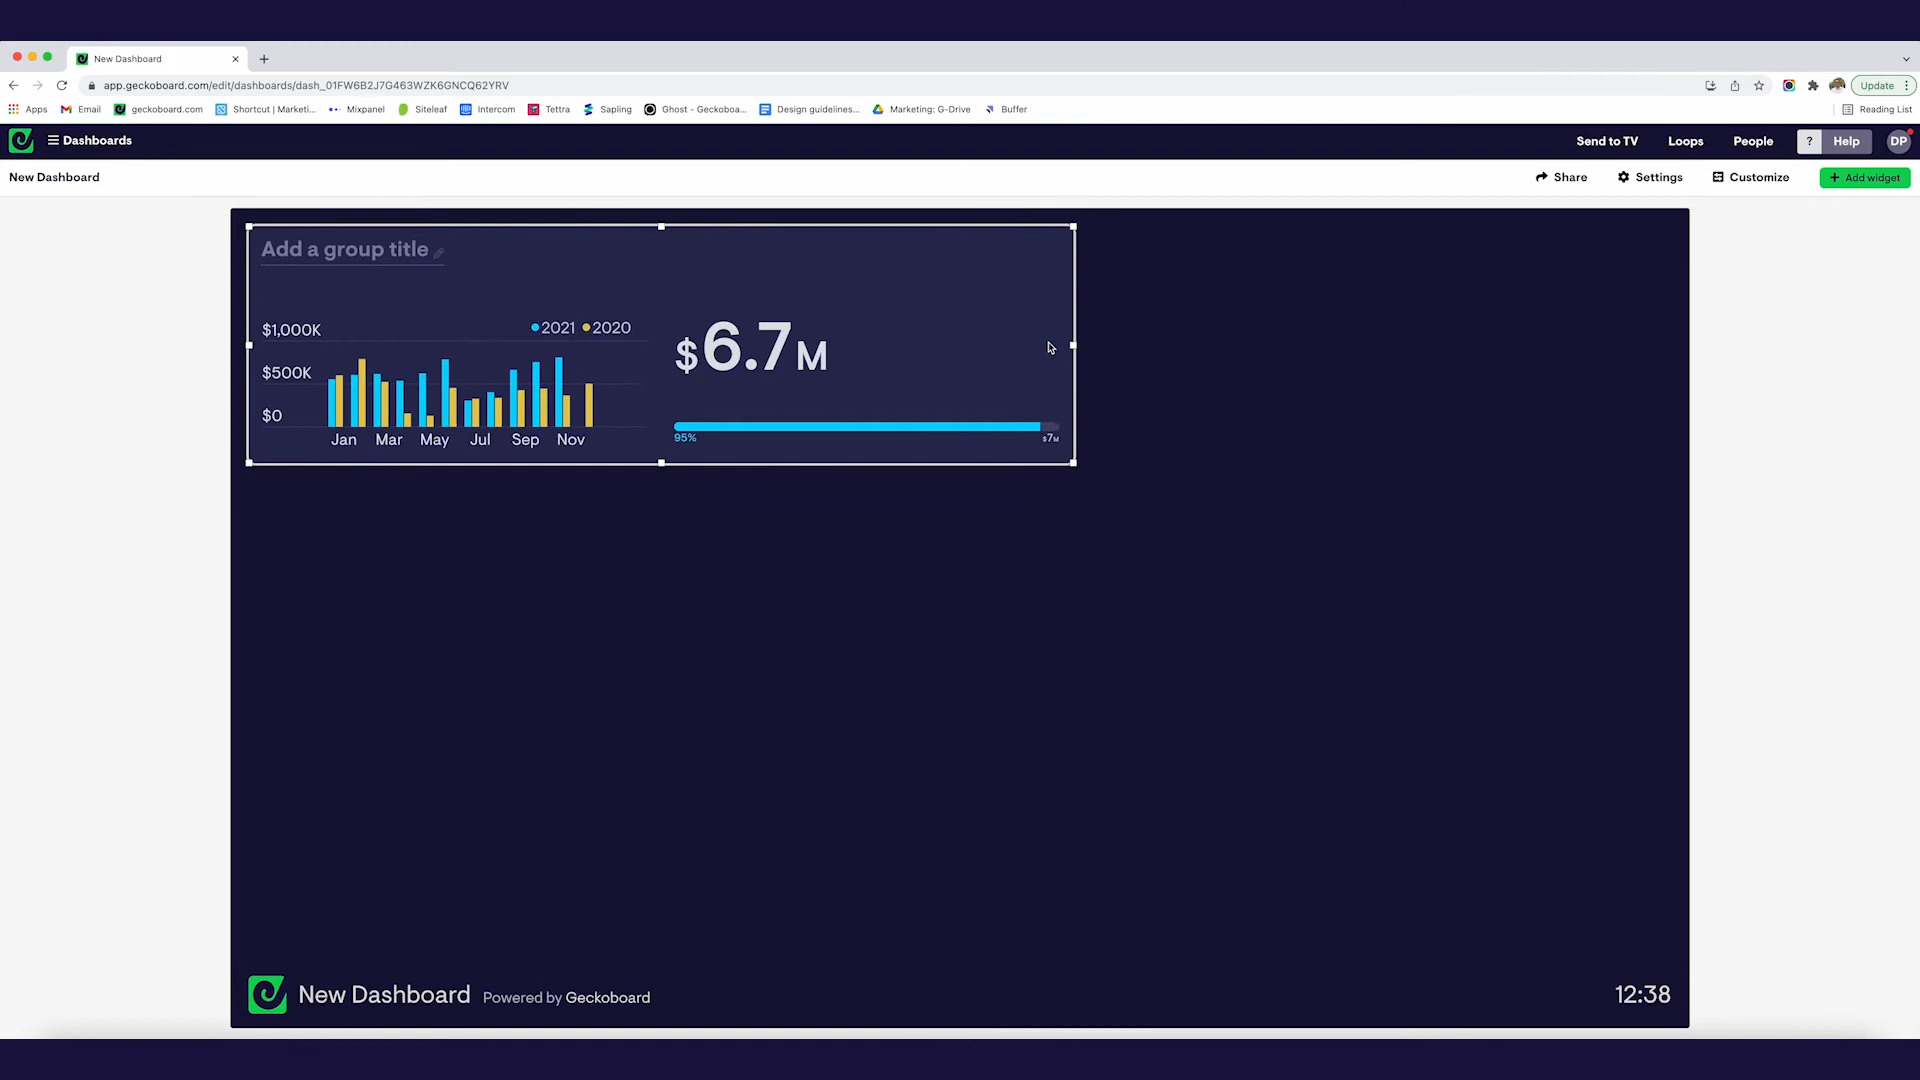 New Dashboard
app.geckoboard.com/edit/dashboards/dash_01FW6B2J7G463WZK6GNCQ62YRV
Update
Apps Email geckoboard.com Shortcut | Marketi... Mixpanel Siteleaf Intercom Tettra Sapling Ghost - Geckoboa... Design guidelines... Marketing: G-Drive Buffer Reading List
Dashboards Send to TV Loops People ? Help DP
New Dashboard Share Settings Customize + Add widget
Add a group title
$1,000K 2021 2020
$500K
$0
Jan Mar May Jul Sep Nov
$6.7M
95% $7M
New Dashboard Powered by Geckoboard 12:38